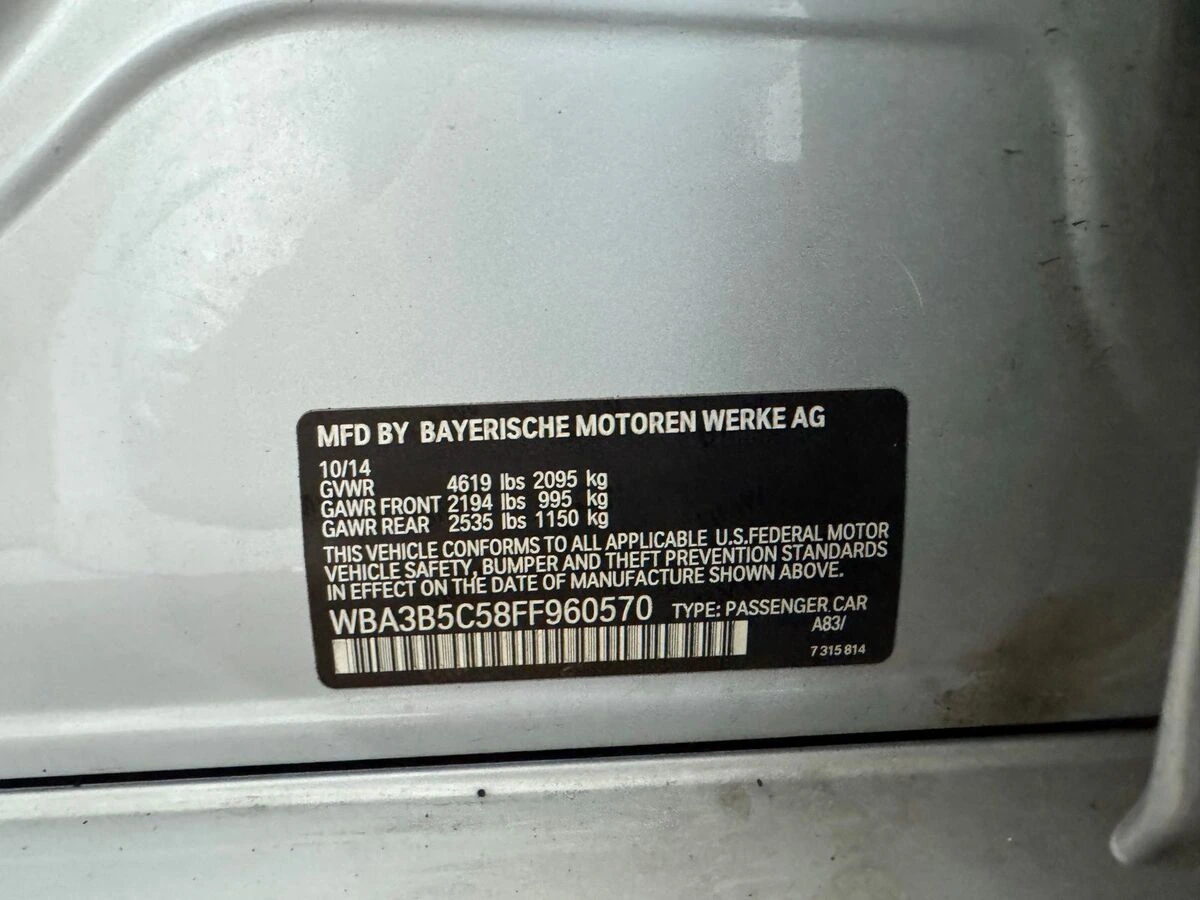 MFD BY BAYERISCHE MOTOREN WERKE AG
10/14
GVWR 4619 lbs 2095 kg
GAWR FRONT 2194 lbs 995 kg
GAWR REAR 2535 lbs 1150 kg
THIS VEHICLE CONFORMS TO ALL APPLICABLE U.S.FEDERAL MOTOR
VEHICLE SAFETY, BUMPER AND THEFT PREVENTION STANDARDS
IN EFFECT ON THE DATE OF MANUFACTURE SHOWN ABOVE.
WBA3B5C58FF960570 TYPE: PASSENGER CAR
A83/
7 315 814